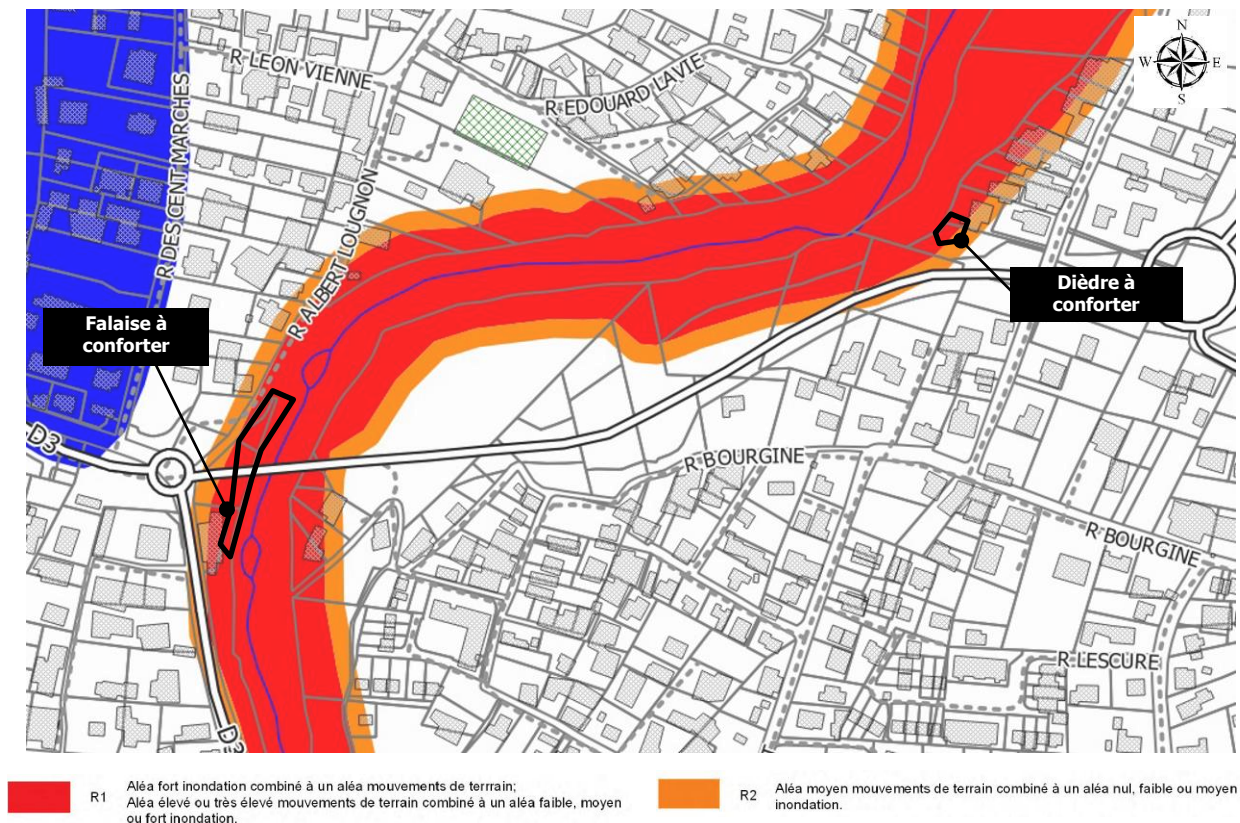 N
W E
S
R LEON VIENNE
R EDOUARD LAVIE
R DES CENT MARCHES
R ALBERT LOUGNON
Dièdre à
conforter
Falaise à
conforter
D3
R BOURGINE
R BOURGINE
R LESCURE
D3
R1
Aléa fort inondation combiné à un aléa mouvements de terrrain;
Aléa élevé ou très élevé mouvements de terrain combiné à un aléa faible, moyen
ou fort inondation.
R2
Aléa moyen mouvements de terrain combiné à un aléa nul, faible ou moyen
inondation.